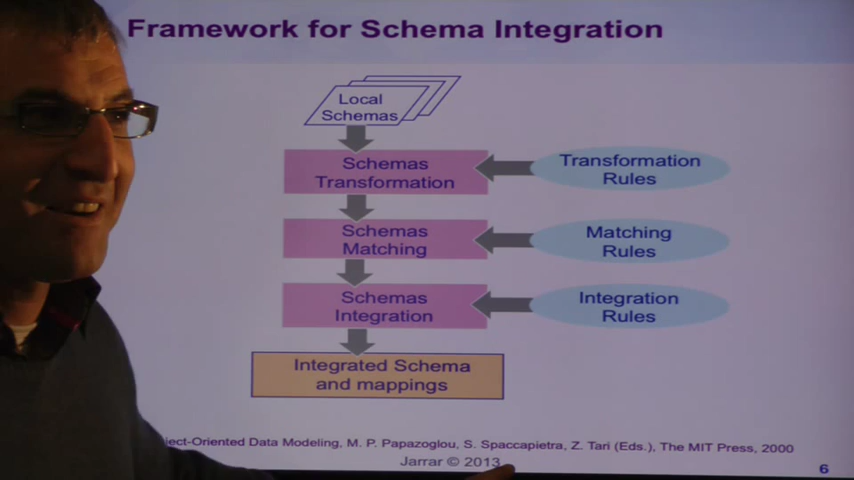 Framework for Schema Integration
Local
Schemas
Schemas
Transformation
Transformation
Rules
Schemas
Matching
Matching
Rules
Schemas
Integration
Integration
Rules
Integrated Schema
and mappings
ject-Oriented Data Modeling, M. P. Papazoglou, S. Spaccapietra, Z. Tari (Eds.), The MIT Press, 2000
Jarrar © 2013
6